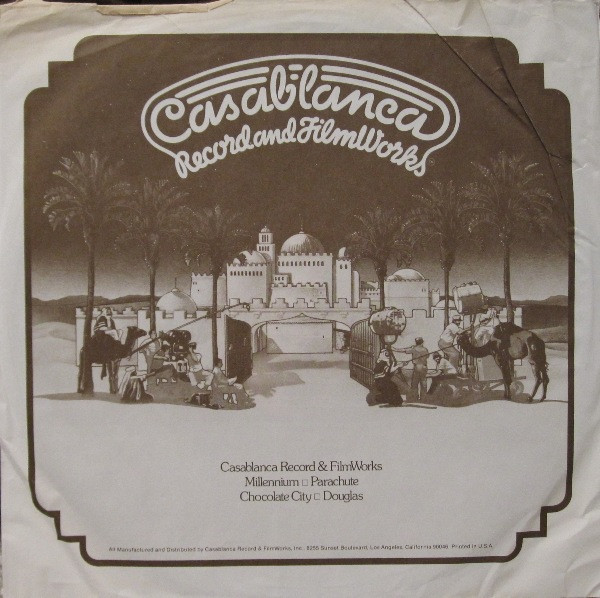 Casablanca
Record and FilmWorks
Casablanca Record & FilmWorks
Millennium □ Parachute
Chocolate City □ Douglas
All Manufactured and Distributed by Casablanca Record & FilmWorks, Inc., 8255 Sunset Boulevard, Los Angeles, California 90046 Printed in U.S.A.